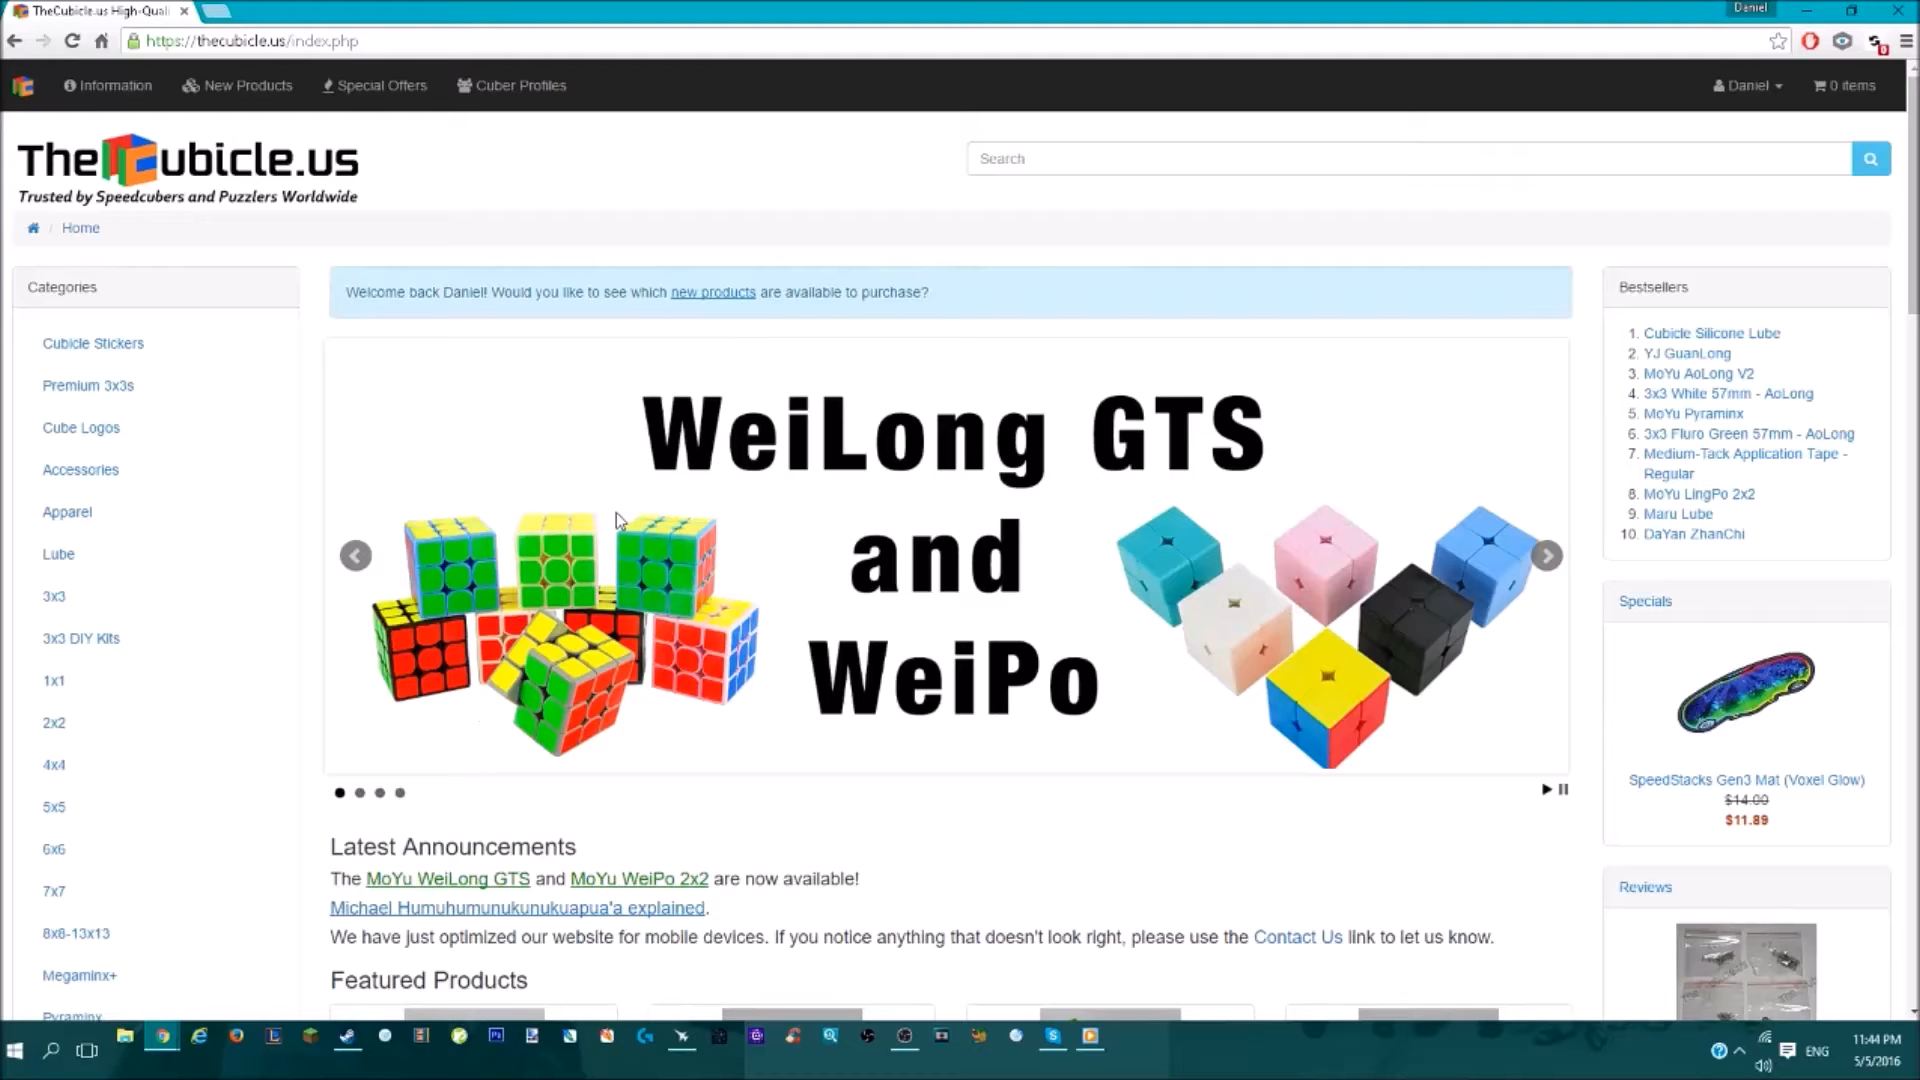 TheCubicle.us High-Quali
Daniel
https://thecubicle.us/index.php
Information
New Products
Special Offers
Cuber Profiles
Daniel
0 items
TheCubicle.us
Trusted by Speedcubers and Puzzlers Worldwide
Search
Home
Categories
Cubicle Stickers
Premium 3x3s
Cube Logos
Accessories
Apparel
Lube
3x3
3x3 DIY Kits
1x1
2x2
4x4
5x5
6x6
7x7
8x8-13x13
Megaminx+
Pyraminx
Welcome back Daniel! Would you like to see which new products are available to purchase?
WeiLong GTS
and
WeiPo
Latest Announcements
The MoYu WeiLong GTS and MoYu WeiPo 2x2 are now available!
Michael Humuhumunukunukuapua'a explained.
We have just optimized our website for mobile devices. If you notice anything that doesn't look right, please use the Contact Us link to let us know.
Featured Products
Bestsellers
1. Cubicle Silicone Lube
2. YJ GuanLong
3. MoYu AoLong V2
4. 3x3 White 57mm - AoLong
5. MoYu Pyraminx
6. 3x3 Fluro Green 57mm - AoLong
7. Medium-Tack Application Tape -
Regular
8. MoYu LingPo 2x2
9. Maru Lube
10. DaYan ZhanChi
Specials
SpeedStacks Gen3 Mat (Voxel Glow)
$14.00
$11.89
Reviews
ENG
11:44 PM
5/5/2016